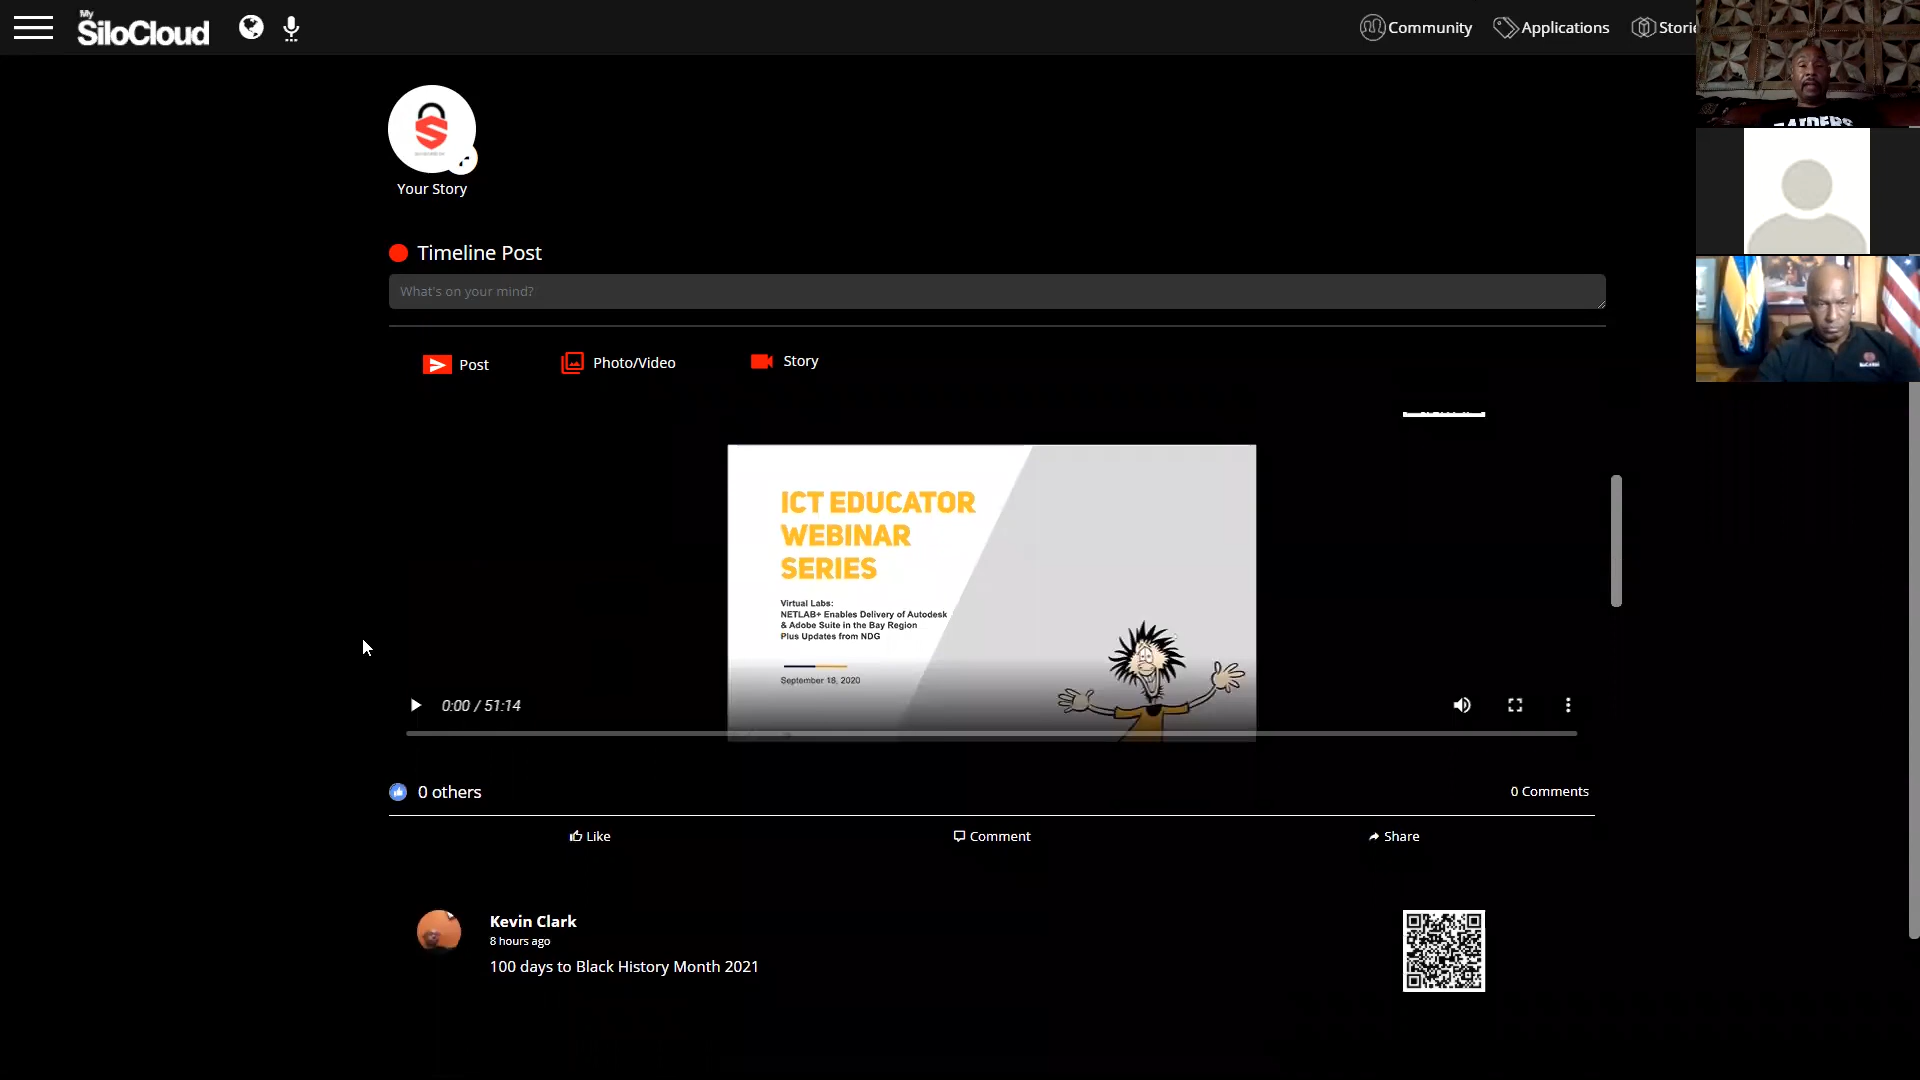 My
SiloCloud
Community
Applications
Storie
RAIDERS
Your Story
Timeline Post
What's on your mind?
Post
Photo/Video
Story
ICT EDUCATOR
WEBINAR
SERIES
Virtual Labs:
NETLAB+ Enables Delivery of Autodesk
& Adobe Suite in the Bay Region
Plus Updates from NDG
September 18, 2020
0:00 / 51:14
0 others
0 Comments
Like
Comment
Share
Kevin Clark
8 hours ago
100 days to Black History Month 2021